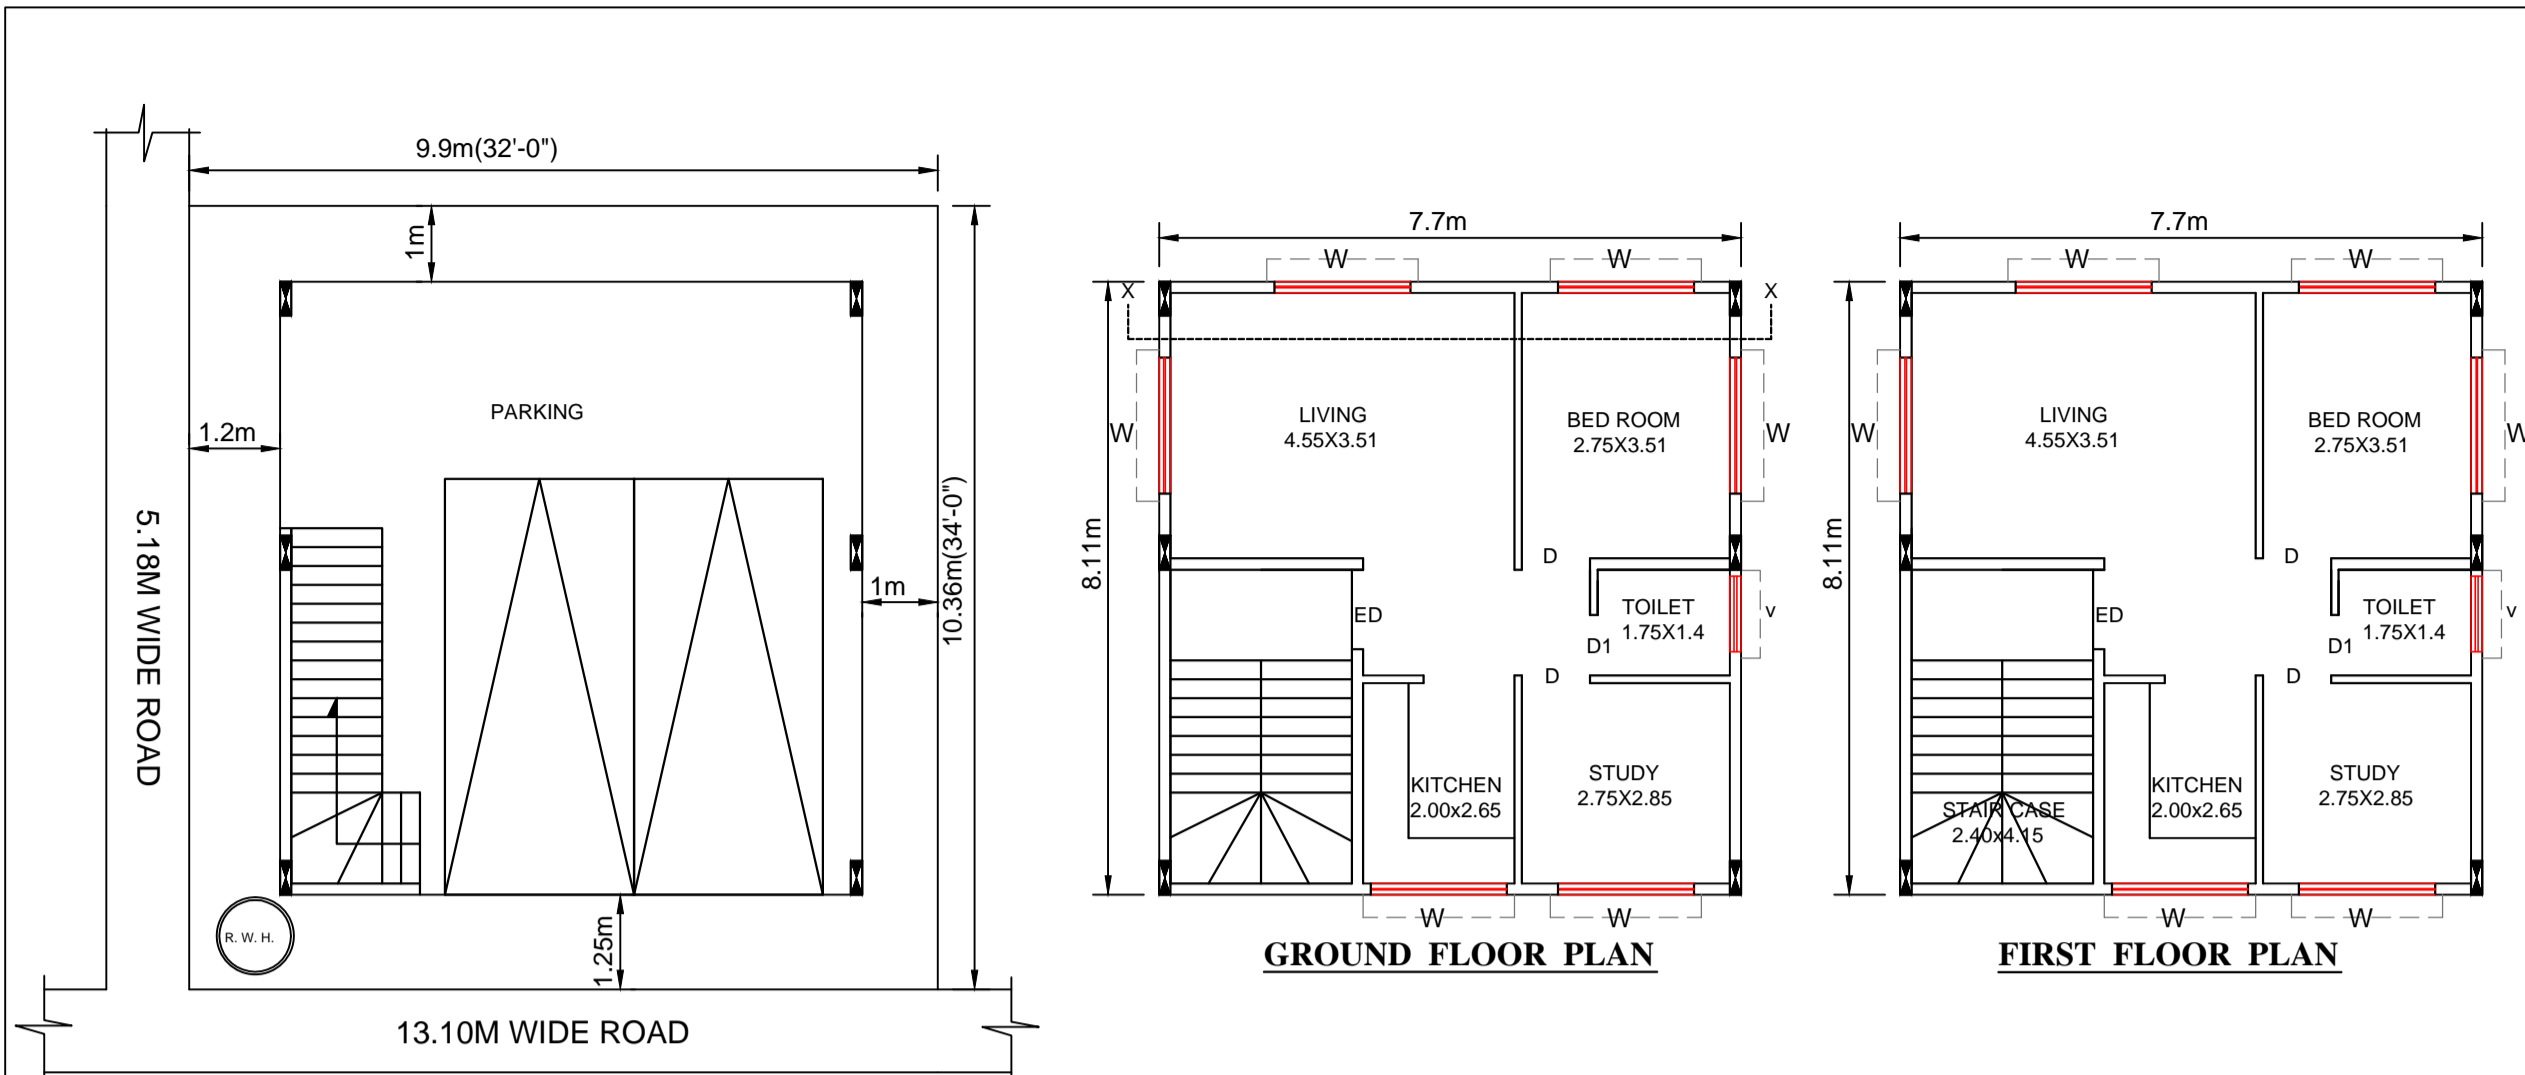 9.9m(32'-0")
1m
PARKING
1.2m
5.18M WIDE ROAD
1m
10.36m(34'-0")
R. W. H.
1.25m
13.10M WIDE ROAD
7.7m
W
W
X
X
W
LIVING
4.55X3.51
BED ROOM
2.75X3.51
W
8.11m
D
ED
TOILET
1.75X1.4
v
D1
D
KITCHEN
2.00x2.65
STUDY
2.75X2.85
W
W
GROUND FLOOR PLAN
7.7m
W
W
W
LIVING
4.55X3.51
BED ROOM
2.75X3.51
W
8.11m
D
ED
TOILET
1.75X1.4
v
D1
D
STAIR CASE
2.40x4.15
KITCHEN
2.00x2.65
STUDY
2.75X2.85
W
W
FIRST FLOOR PLAN